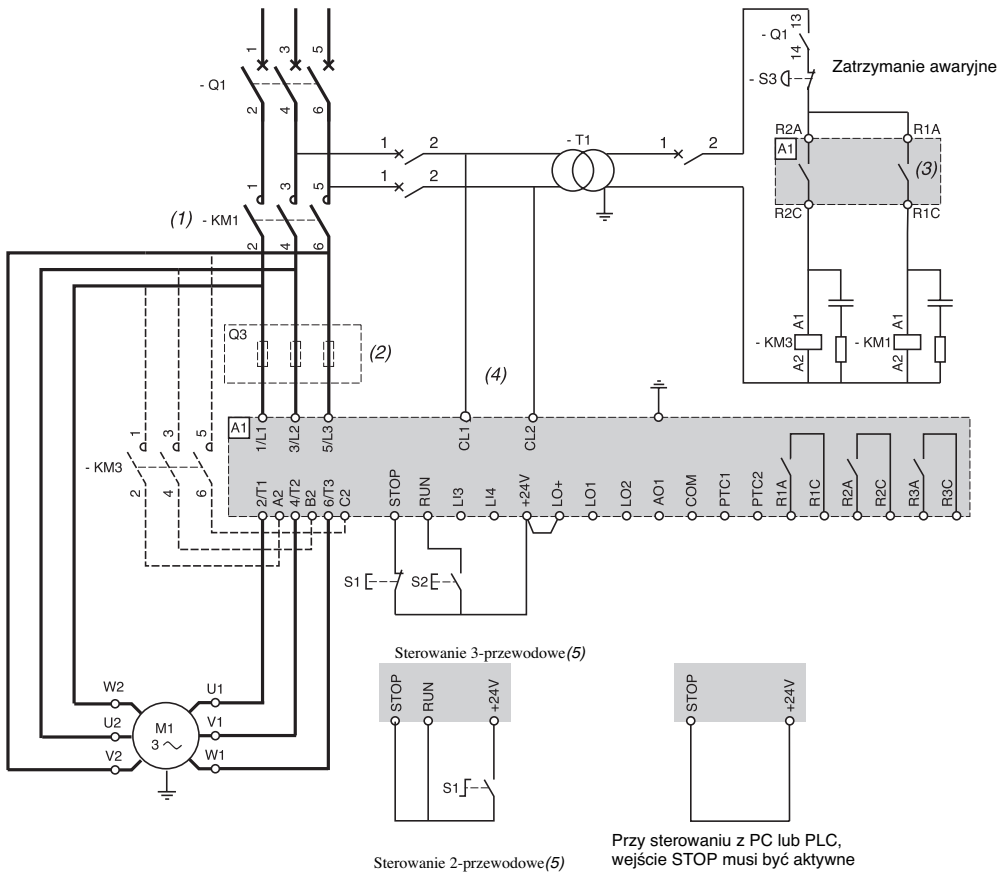 1 3 5
- Q1
2 4 6
1 2
1 2
- T1
1 2
13
- Q1
14
- S3
Zatrzymanie awaryjne
R2A R1A
A1
(3)
R2C R1C
1 3 5
(1) - KM1
2 4 6
Q3
(2)
(4)
A1 A1
- KM3 - KM1
A2 A2
A1
1/L1 3/L2 5/L3 CL1 CL2
1 3 5
- KM3
2 4 6
2/T1 A2 4/T2 B2 6/T3 C2 STOP RUN LI3 LI4 +24V LO+ LO1 LO2 AO1 COM PTC1 PTC2 R1A R1C R2A R2C R3A R3C
S1 S2
Sterowanie 3-przewodowe(5)
STOP RUN +24V
S1
Sterowanie 2-przewodowe(5)
STOP +24V
Przy sterowaniu z PC lub PLC,
wejście STOP musi być aktywne
W2 U1
U2 M1 V1
3
V2 W1